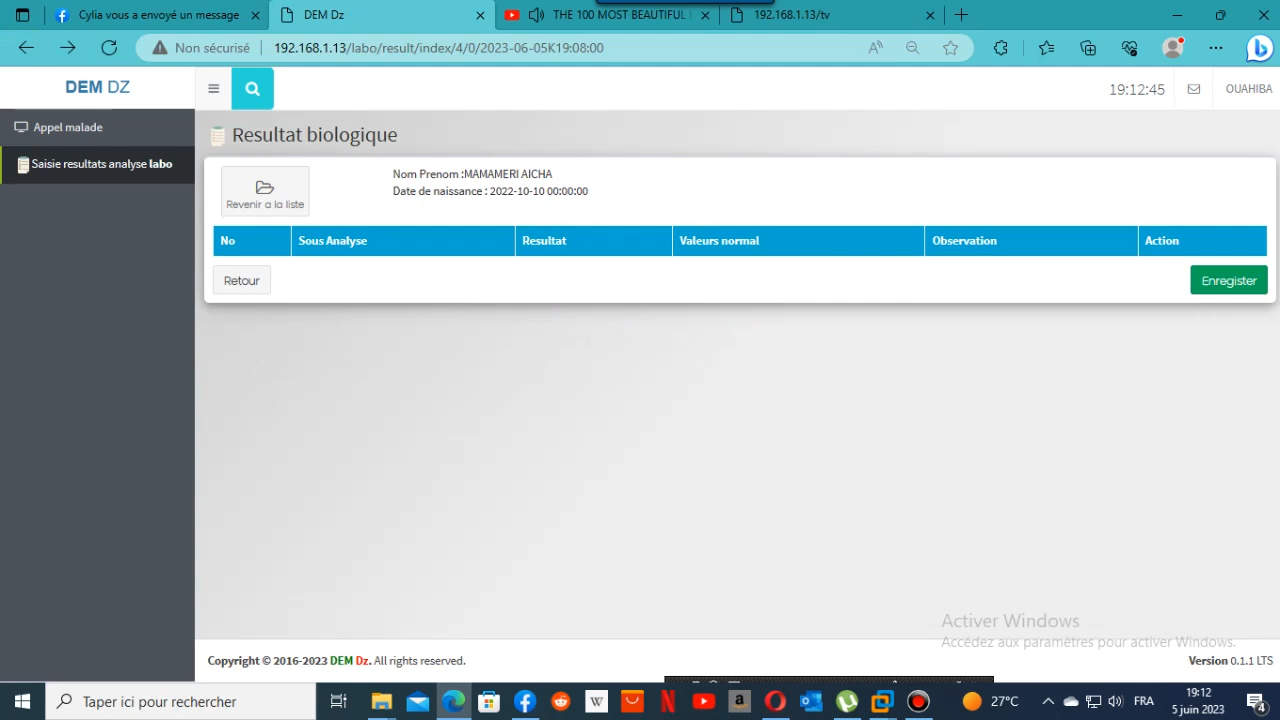 Cylia vous a envoyé un message
DEM Dz
THE 100 MOST BEAUTIFUL
192.168.1.13/tv
Non sécurisé
192.168.1.13/labo/result/index/4/0/2023-06-05K19:08:00
DEM DZ
19:12:45
OUAHIBA
Appel malade
Saisie resultats analyse labo
Resultat biologique
Revenir a la liste
Nom Prenom :MAMAMERI AICHA
Date de naissance : 2022-10-10 00:00:00
No Sous Analyse Resultat Valeurs normal Observation Action
Retour
Enregister
Activer Windows
Accédez aux paramètres pour activer Windows.
Copyright © 2016-2023 DEM Dz. All rights reserved.
Version 0.1.1 LTS
Taper ici pour rechercher
27°C
FRA
19:12
5 juin 2023
4